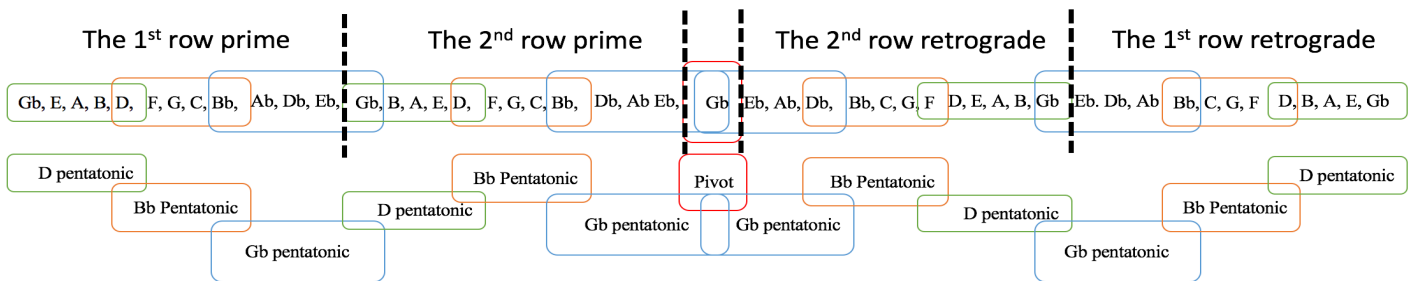 The 1st row prime
The 2nd row prime
The 2nd row retrograde
The 1st row retrograde
Gb, E, A, B, D, F, G, C, Bb, Ab, Db, Eb, Gb, B, A, E, D, F, G, C, Bb, Db, Ab Eb, Gb Eb, Ab, Db, Bb, C, G, F D, E, A, B, Gb Eb. Db, Ab Bb, C, G, F D, B, A, E, Gb
D pentatonic
Bb Pentatonic
Gb pentatonic
D pentatonic
Bb Pentatonic
Gb pentatonic
Pivot
Gb pentatonic
Bb Pentatonic
D pentatonic
Gb pentatonic
Bb Pentatonic
D pentatonic